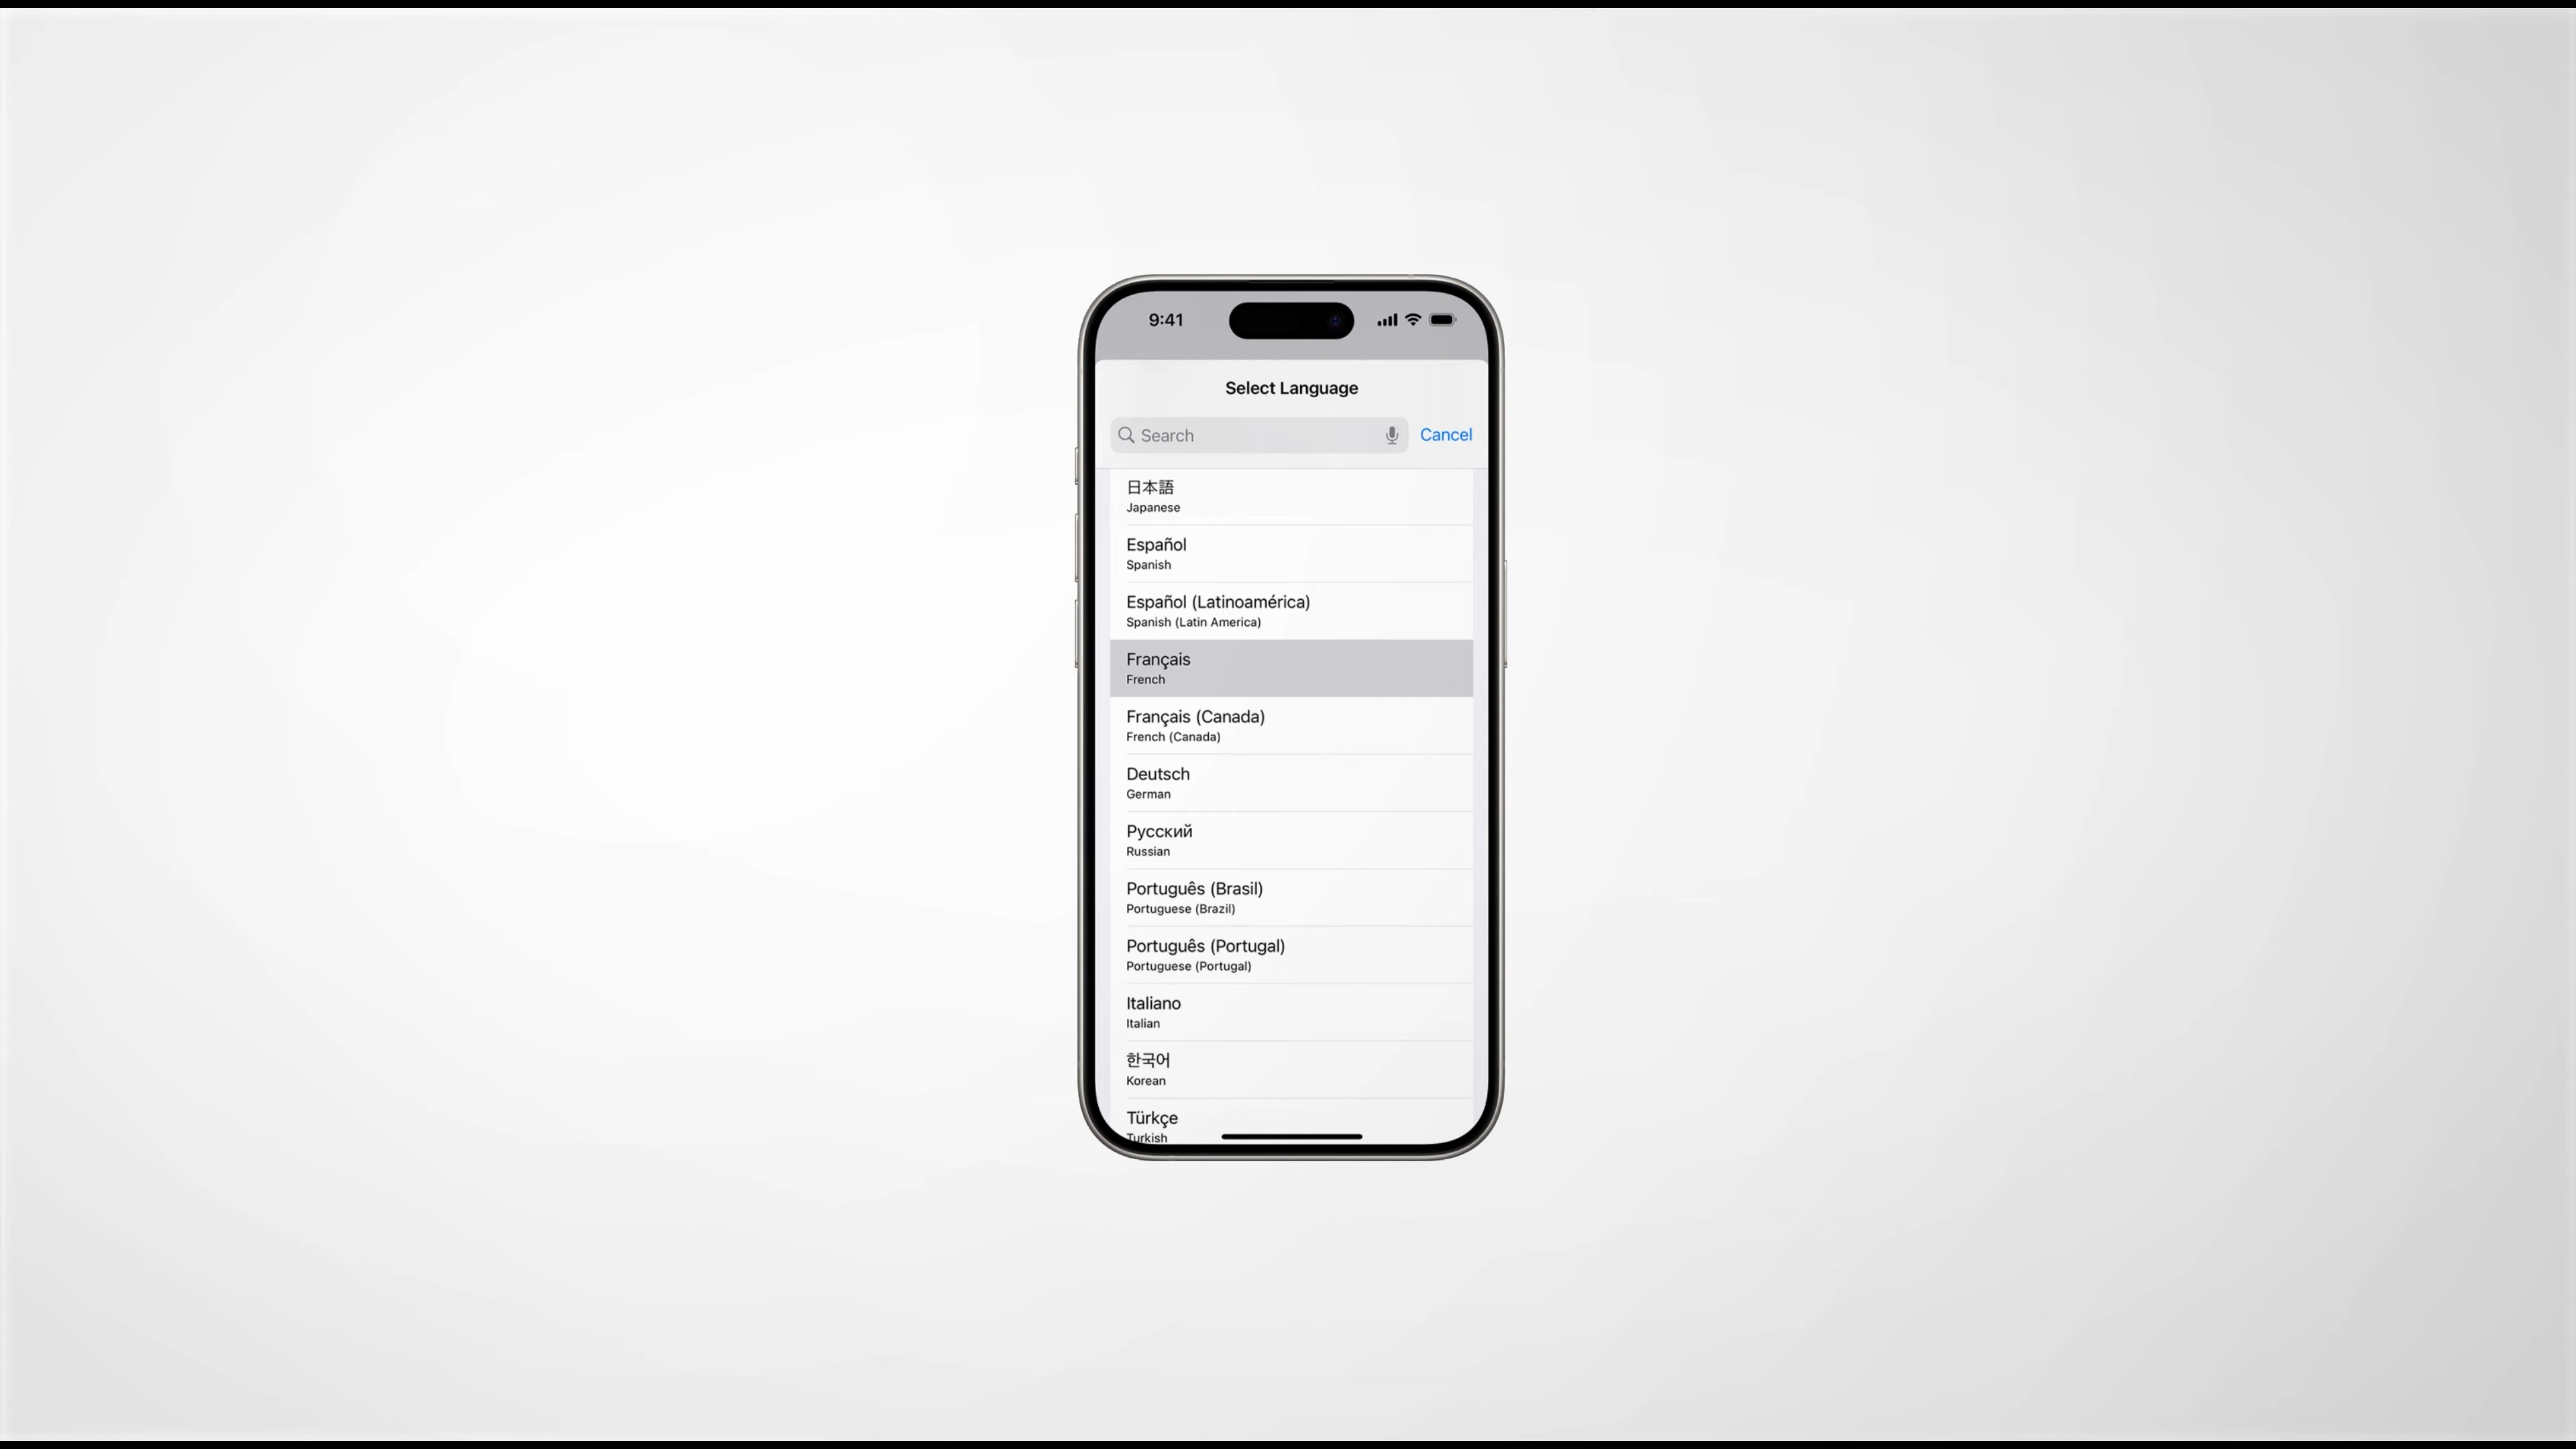 9:41
Select Language
Search
Cancel
日本語
Japanese
Español
Spanish
Español (Latinoamérica)
Spanish (Latin America)
Français
French
Français (Canada)
French (Canada)
Deutsch
German
Русский
Russian
Português (Brasil)
Portuguese (Brazil)
Português (Portugal)
Portuguese (Portugal)
Italiano
Italian
한국어
Korean
Türkçe
Turkish